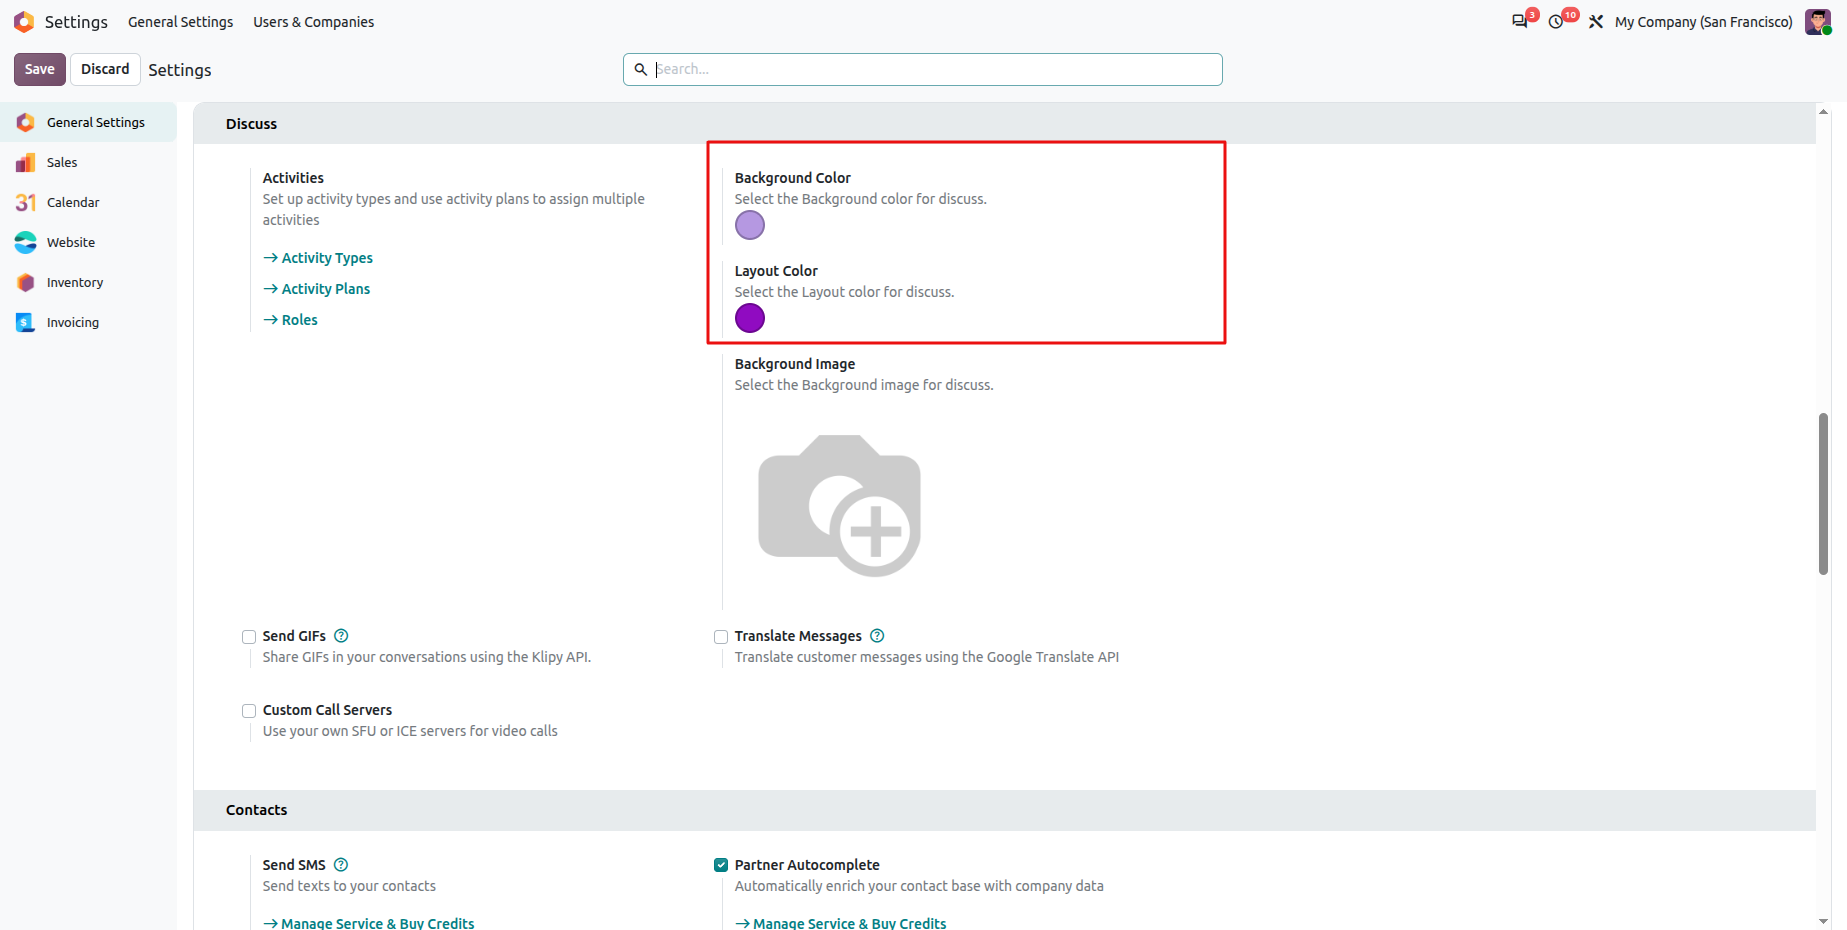 Settings General Settings Users & Companies 3 10 My Company (San Francisco)
Save Discard Settings Search...
General Settings
Sales
31 Calendar
Website
Inventory
$ Invoicing
Discuss
Activities
Set up activity types and use activity plans to assign multiple
activities
→ Activity Types
→ Activity Plans
→ Roles
Background Color
Select the Background color for discuss.
Layout Color
Select the Layout color for discuss.
Background Image
Select the Background image for discuss.
Send GIFs ?
Share GIFs in your conversations using the Klipy API.
Translate Messages ?
Translate customer messages using the Google Translate API
Custom Call Servers
Use your own SFU or ICE servers for video calls
Contacts
Send SMS ?
Send texts to your contacts
→ Manage Service & Buy Credits
Partner Autocomplete
Automatically enrich your contact base with company data
→ Manage Service & Buy Credits